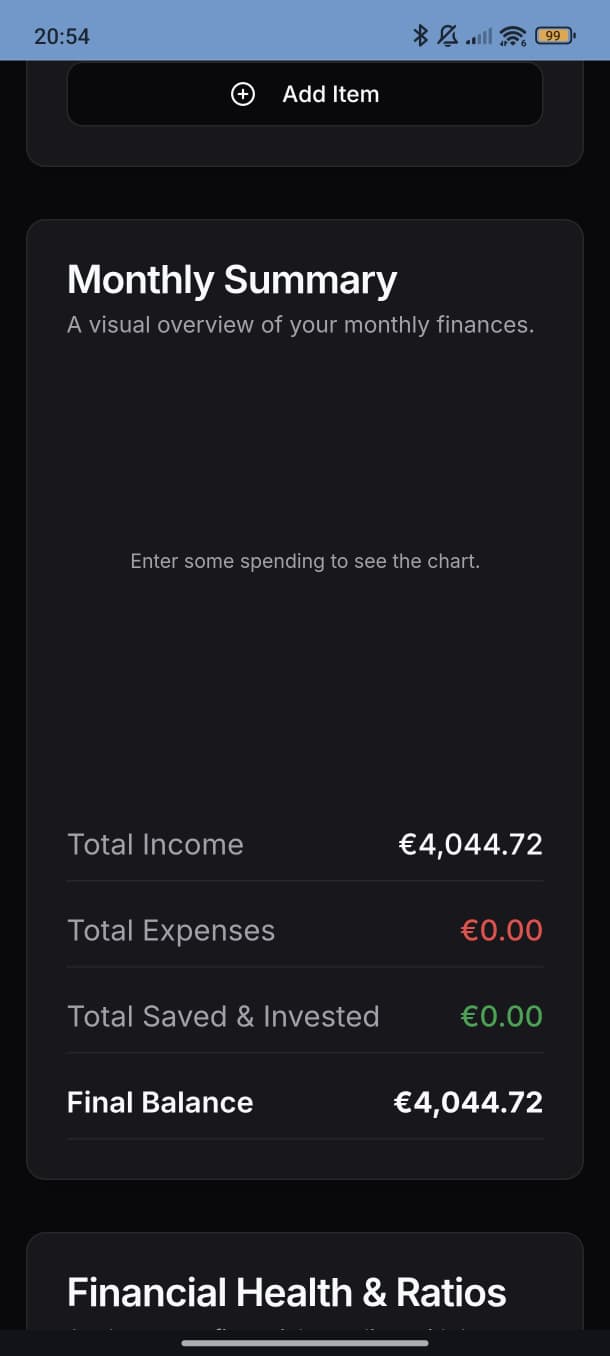 20:54
99
Add Item
Monthly Summary
A visual overview of your monthly finances.
Enter some spending to see the chart.
Total Income €4,044.72
Total Expenses €0.00
Total Saved & Invested €0.00
Final Balance €4,044.72
Financial Health & Ratios